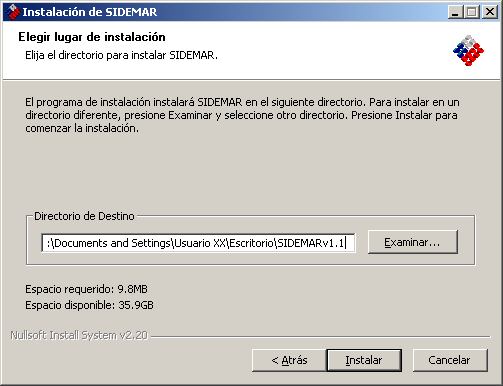 Instalación de SIDEMAR
Elegir lugar de instalación
Elija el directorio para instalar SIDEMAR.
El programa de instalación instalará SIDEMAR en el siguiente directorio. Para instalar en un
directorio diferente, presione Examinar y seleccione otro directorio. Presione Instalar para
comenzar la instalación.
Directorio de Destino
:\Documents and Settings\Usuario XX\Escritorio\SIDEMARv1.1
Examinar...
Espacio requerido: 9.8MB
Espacio disponible: 35.9GB
Nullsoft Install System v2.20
< Atrás
Instalar
Cancelar